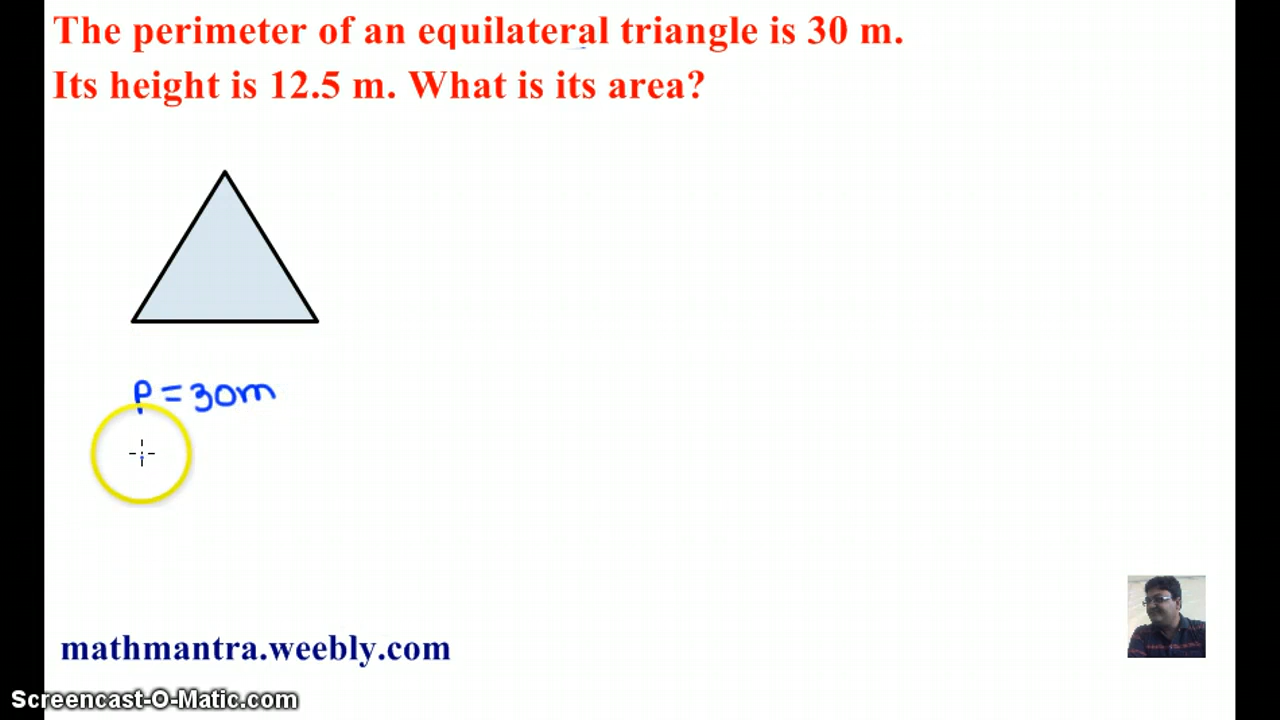 The perimeter of an equilateral triangle is 30 m.
Its height is 12.5 m. What is its area?
P = 30m
mathmantra.weebly.com
Screencast-O-Matic.com